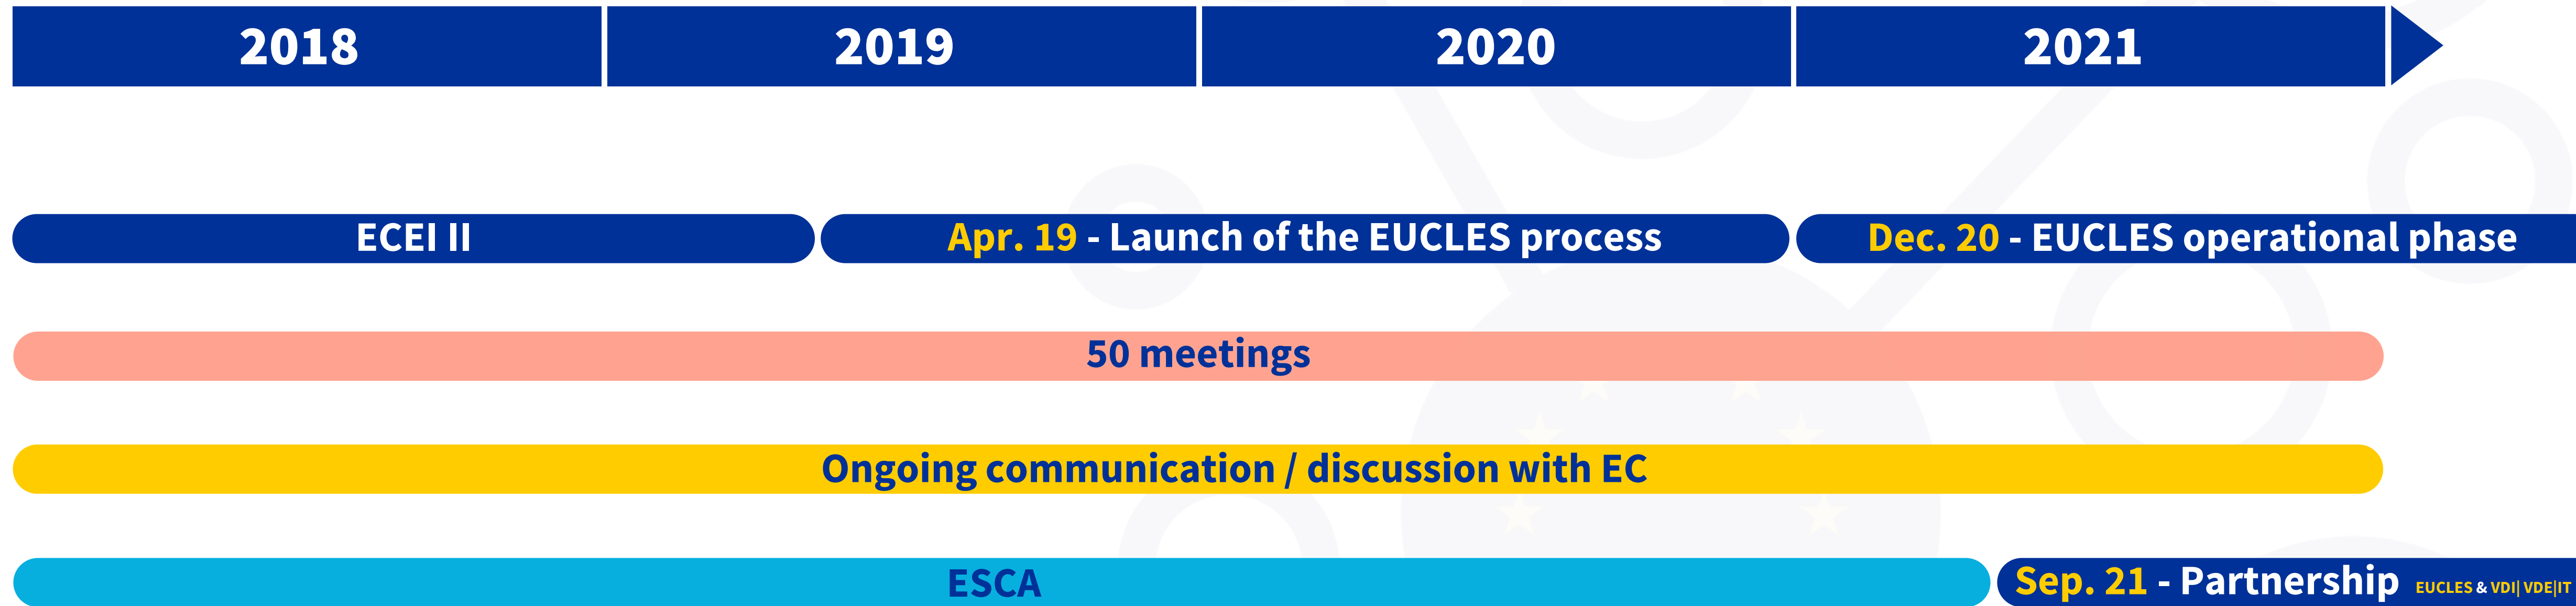 2018 2019 2020 2021
ECEI II
Apr. 19 - Launch of the EUCLES process
Dec. 20 - EUCLES operational phase
50 meetings
Ongoing communication / discussion with EC
ESCA
Sep. 21 - Partnership EUCLES & VDI| VDE|IT